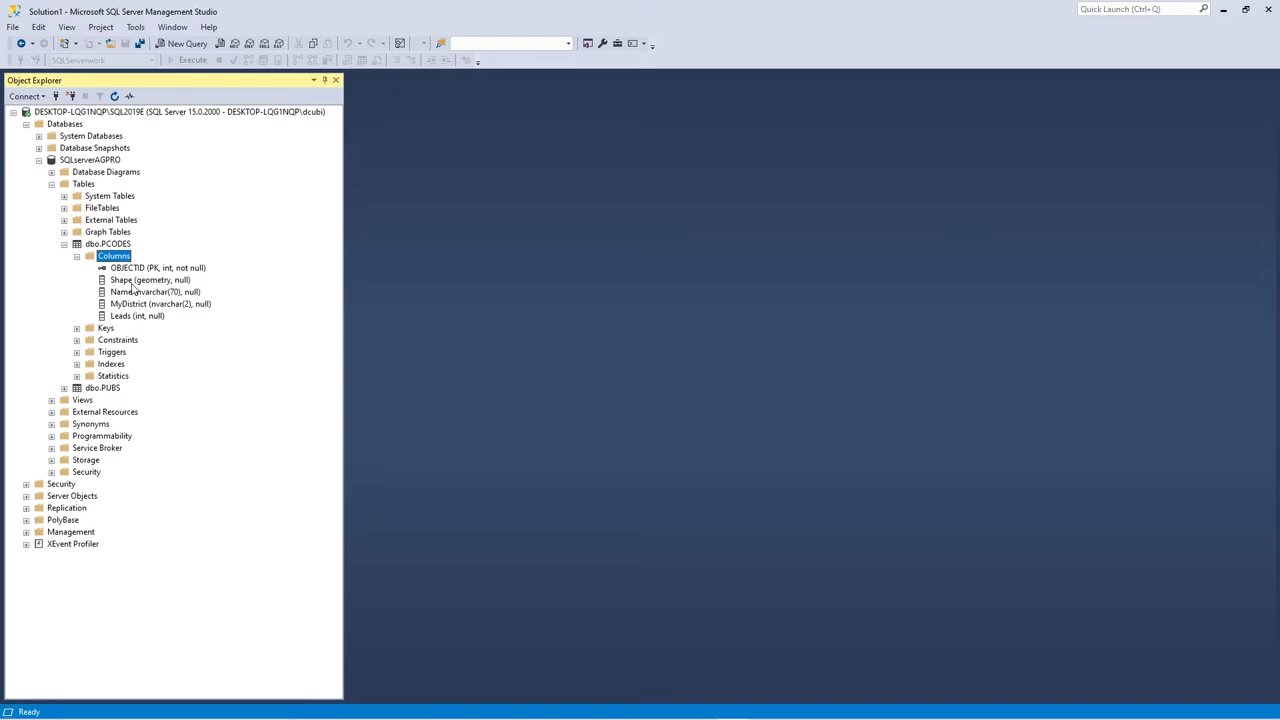 Solution1 - Microsoft SQL Server Management Studio
Quick Launch (Ctrl+Q)
File Edit View Project Tools Window Help
New Query
SQLServerwork Execute
Object Explorer
Connect
DESKTOP-LQG1NQP\SQL2019E (SQL Server 15.0.2000 - DESKTOP-LQG1NQP\dcubi)
Databases
System Databases
Database Snapshots
SQLserverAGPRO
Database Diagrams
Tables
System Tables
FileTables
External Tables
Graph Tables
dbo.PCODES
Columns
OBJECTID (PK, int, not null)
Shape (geometry, null)
Name (nvarchar(70), null)
MyDistrict (nvarchar(2), null)
Leads (int, null)
Keys
Constraints
Triggers
Indexes
Statistics
dbo.PUBS
Views
External Resources
Synonyms
Programmability
Service Broker
Storage
Security
Security
Server Objects
Replication
PolyBase
Management
XEvent Profiler
Ready